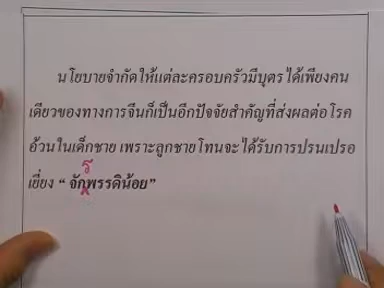 นโยบายจำกัดให้แต่ละครอบครัวมีบุตรได้เพียงคน
เดียวของทางการจีนก็เป็นอีกปัจจัยสำคัญที่ส่งผลต่อโรค
อ้วนในเด็กชาย เพราะลูกชายโทนจะได้รับการปรนเปรอ
ร
เยี่ยง “ จักพรรดิน้อย”